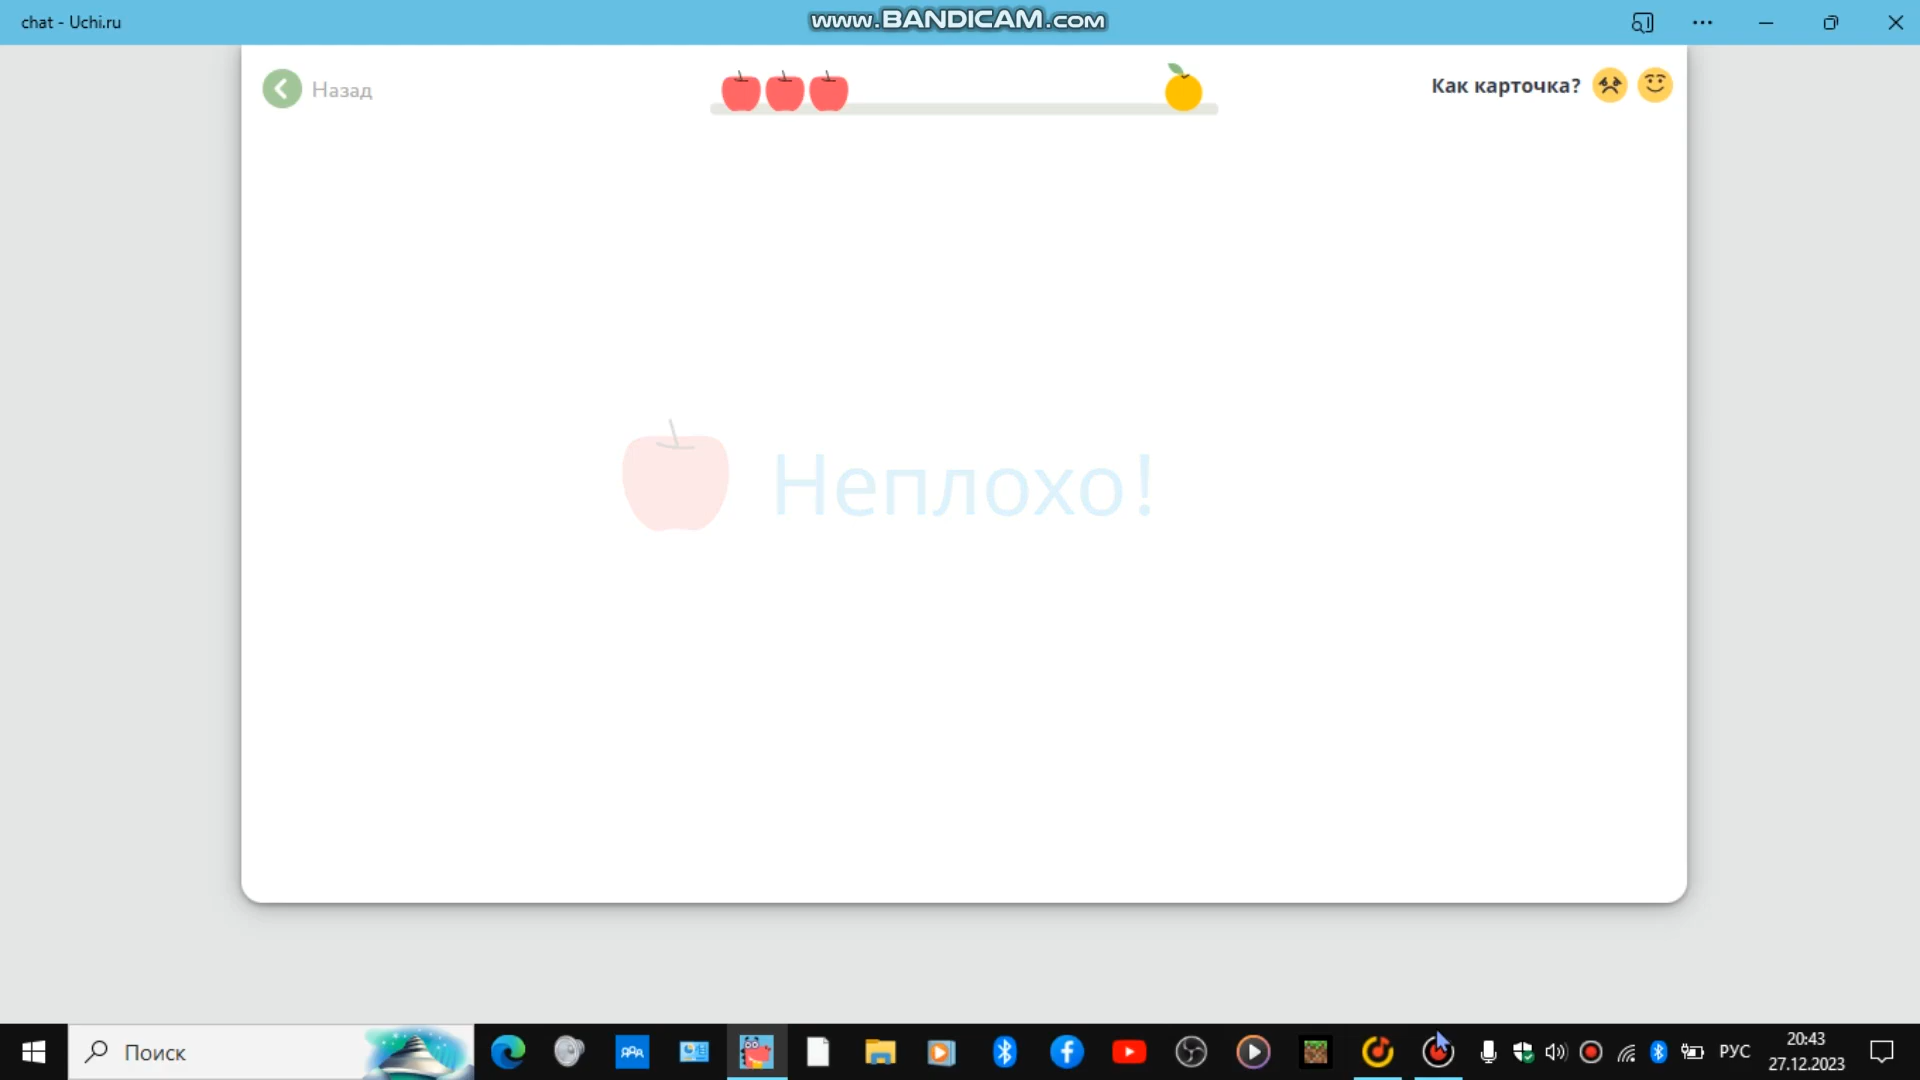 chat - Uchi.ru
www.BANDICAM.com
Назад
Как карточка?
Неплохо!
Поиск
РУС
20:43
27.12.2023